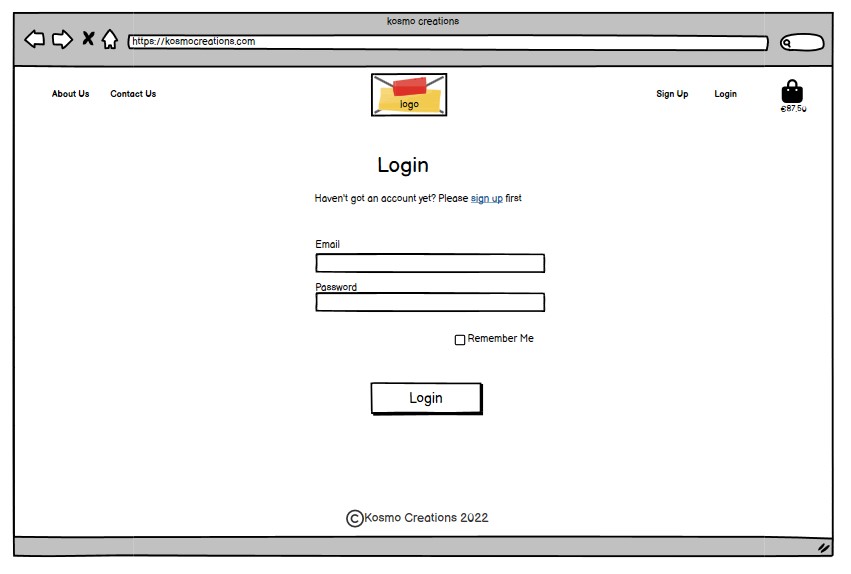 kosmo creations
https://kosmocreations.com
About Us
Contact Us
logo
Sign Up
Login
€87.50
Login
Haven't got an account yet? Please sign up first
Email
Password
Remember Me
Login
©Kosmo Creations 2022